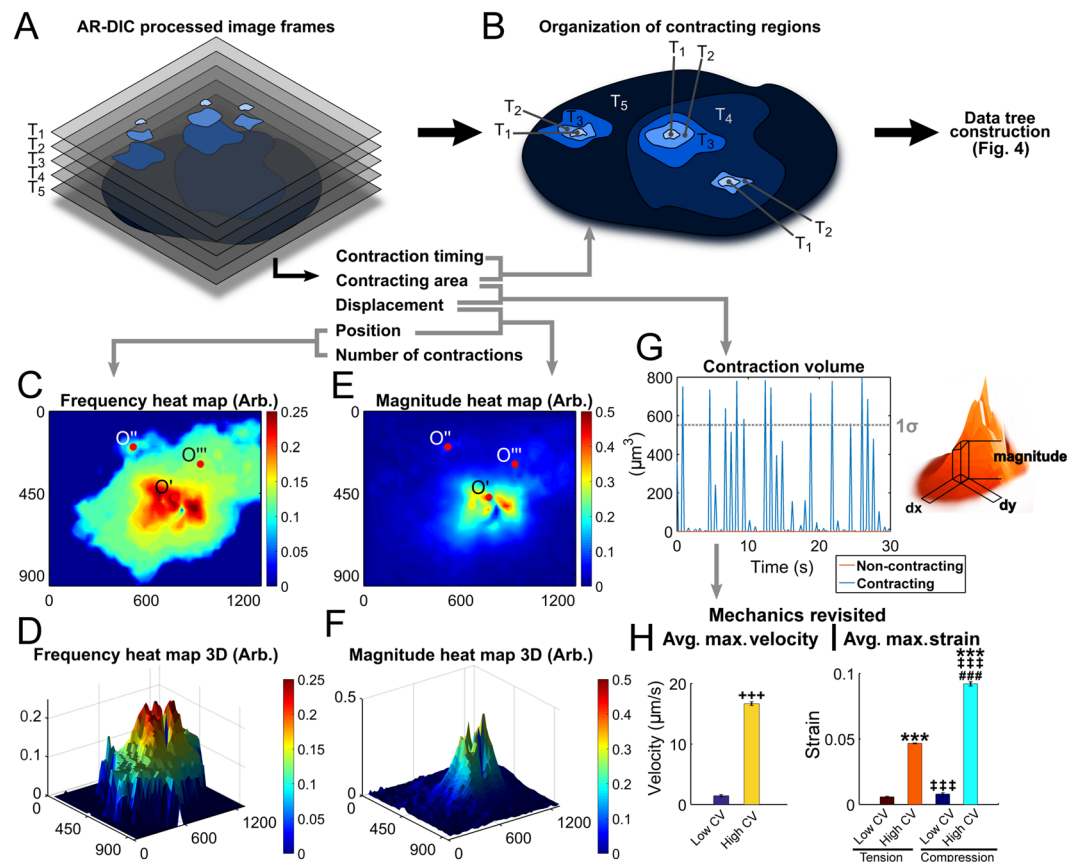 A
AR-DIC processed image frames
T1
T2
T3
T4
T5
B
Organization of contracting regions
T1
T2
T5
T4
T2
T3
T1
T3
T2
T1
Data tree
construction
(Fig. 4)
Contraction timing
Contracting area
Displacement
Position
Number of contractions
C
Frequency heat map (Arb.)
0
450
900
600
1200
O''
O'''
O'
0.25
0.2
0.15
0.1
0.05
0
E
Magnitude heat map (Arb.)
0
450
900
600
1200
O''
O'''
O'
0.5
0.4
0.3
0.2
0.1
0
G
Contraction volume
(µm3)
800
600
400
200
0
0
10
20
30
Time (s)
1σ
Non-contracting
Contracting
magnitude
dx
dy
D
Frequency heat map 3D (Arb.)
0.2
0.1
0
0
450
900
0
600
1200
0.25
0.2
0.15
0.1
0.05
0
F
Magnitude heat map 3D (Arb.)
0.5
0
0
450
900
0
600
1200
0.5
0.4
0.3
0.2
0.1
0
Mechanics revisited
H
Avg. max. velocity
Velocity (µm/s)
20
16
8
0
+++
Low CV
High CV
I
Avg. max. strain
Strain
0.1
0.05
0
***
‡‡‡
***
‡‡‡
###
Low CV
High CV
Low CV
High CV
Tension
Compression